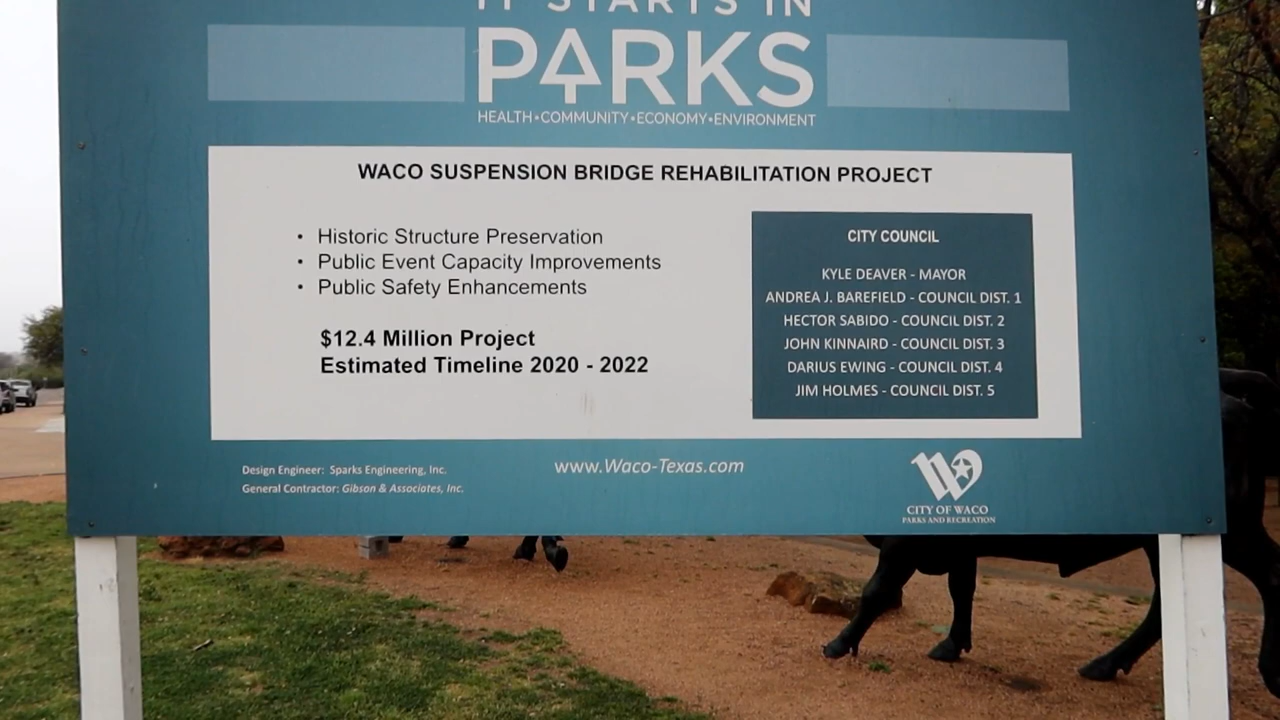 IT STARTS IN
PARKS
HEALTH•COMMUNITY•ECONOMY•ENVIRONMENT
WACO SUSPENSION BRIDGE REHABILITATION PROJECT
• Historic Structure Preservation
• Public Event Capacity Improvements
• Public Safety Enhancements
$12.4 Million Project
Estimated Timeline 2020 - 2022
CITY COUNCIL
KYLE DEAVER - MAYOR
ANDREA J. BAREFIELD - COUNCIL DIST. 1
HECTOR SABIDO - COUNCIL DIST. 2
JOHN KINNAIRD - COUNCIL DIST. 3
DARIUS EWING - COUNCIL DIST. 4
JIM HOLMES - COUNCIL DIST. 5
Design Engineer: Sparks Engineering, Inc.
General Contractor: Gibson & Associates, Inc.
www.Waco-Texas.com
W
CITY OF WACO
PARKS AND RECREATION